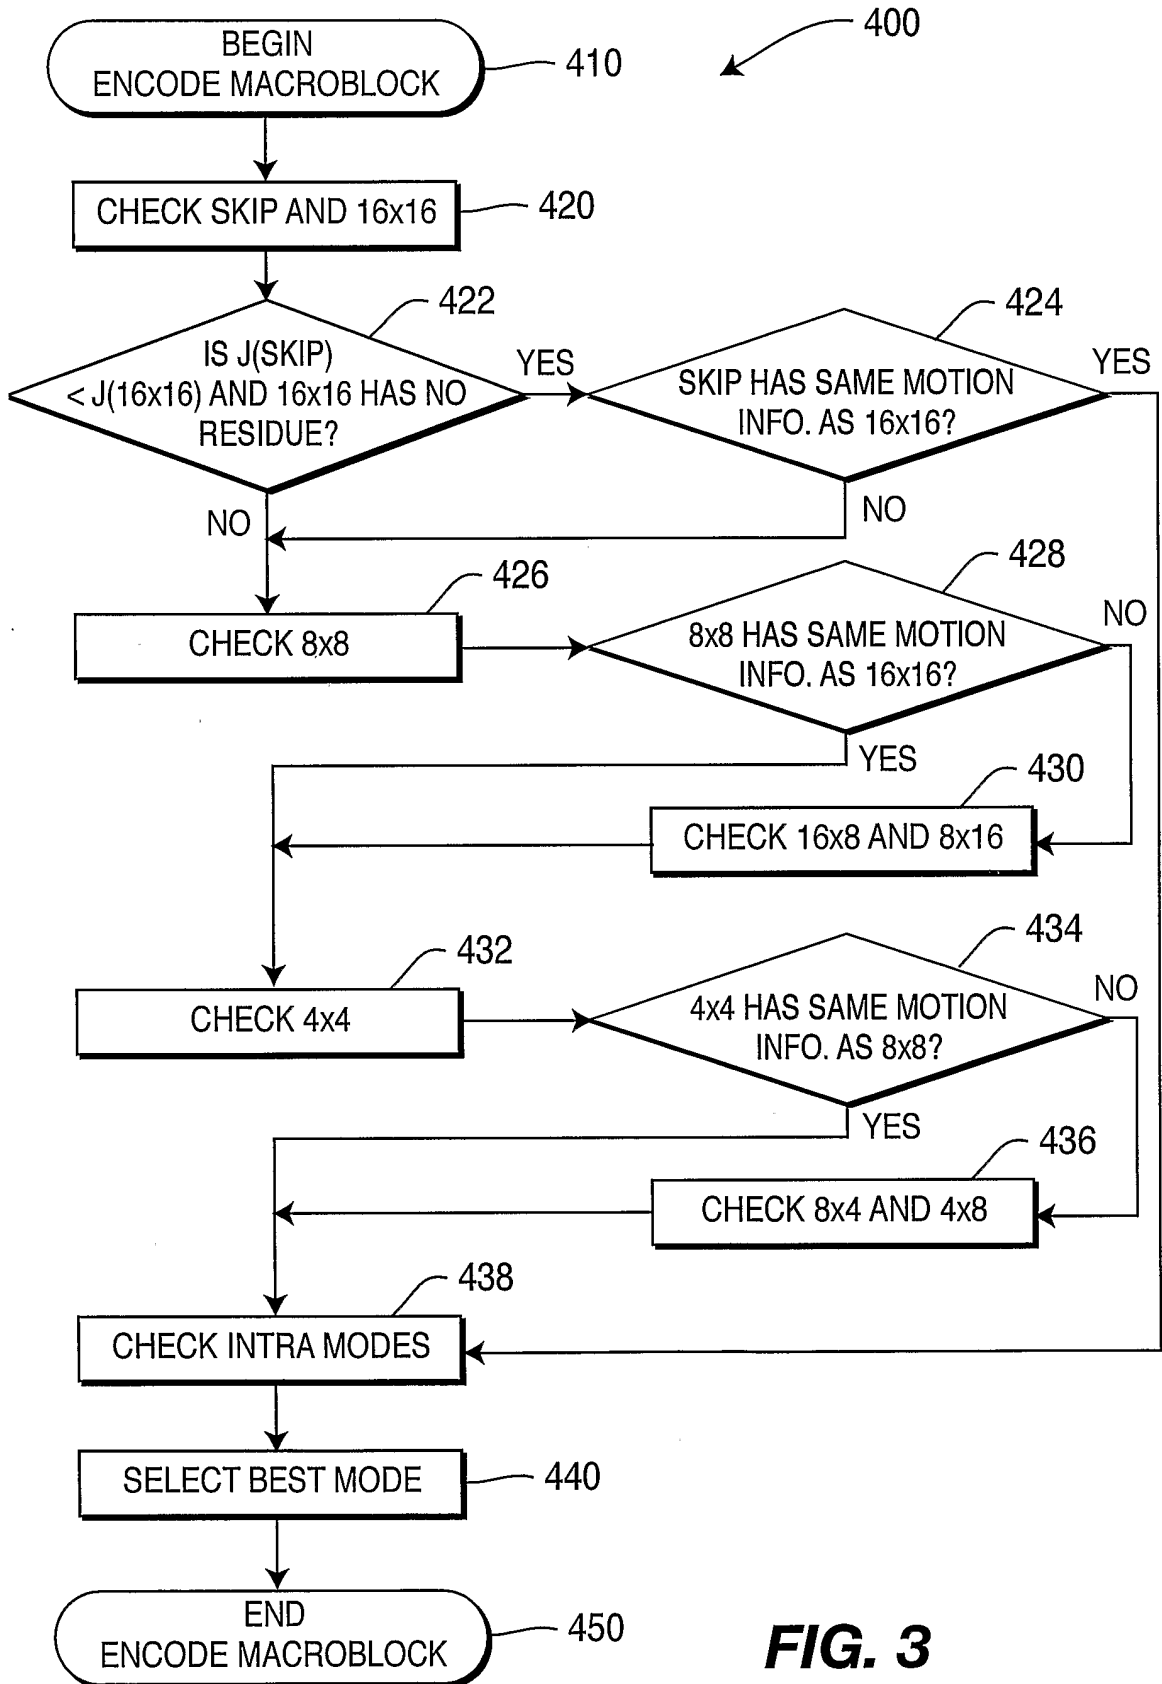 400
BEGIN
ENCODE MACROBLOCK
410
CHECK SKIP AND 16x16
420
422
IS J(SKIP)
< J(16x16) AND 16x16 HAS NO
RESIDUE?
YES
NO
424
SKIP HAS SAME MOTION
INFO. AS 16x16?
YES
NO
426
CHECK 8x8
428
8x8 HAS SAME MOTION
INFO. AS 16x16?
NO
YES
430
CHECK 16x8 AND 8x16
432
CHECK 4x4
434
4x4 HAS SAME MOTION
INFO. AS 8x8?
NO
YES
436
CHECK 8x4 AND 4x8
438
CHECK INTRA MODES
SELECT BEST MODE
440
END
ENCODE MACROBLOCK
450
FIG. 3